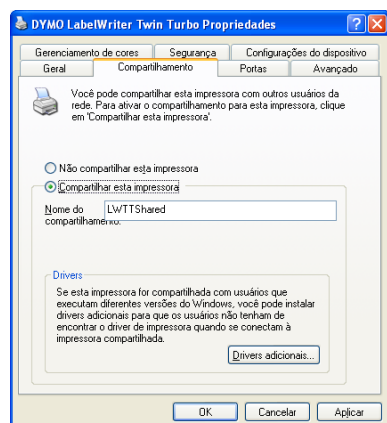 DYMO LabelWriter Twin Turbo Propriedades
Gerenciamento de cores Segurança Configurações do dispositivo
Geral Compartilhamento Portas Avançado
Você pode compartilhar esta impressora com outros usuários da
rede. Para ativar o compartilhamento para esta impressora, clique
em 'Compartilhar esta impressora'.
Não compartilhar esta impressora
Compartilhar esta impressora
Nome do LWTTShared
compartilhamento:
Drivers
Se esta impressora for compartilhada com usuários que
executam diferentes versões do Windows, você pode instalar
drivers adicionais para que os usuários não tenham de
encontrar o driver de impressora quando se conectam à
impressora compartilhada.
Drivers adicionais...
OK Cancelar Aplicar